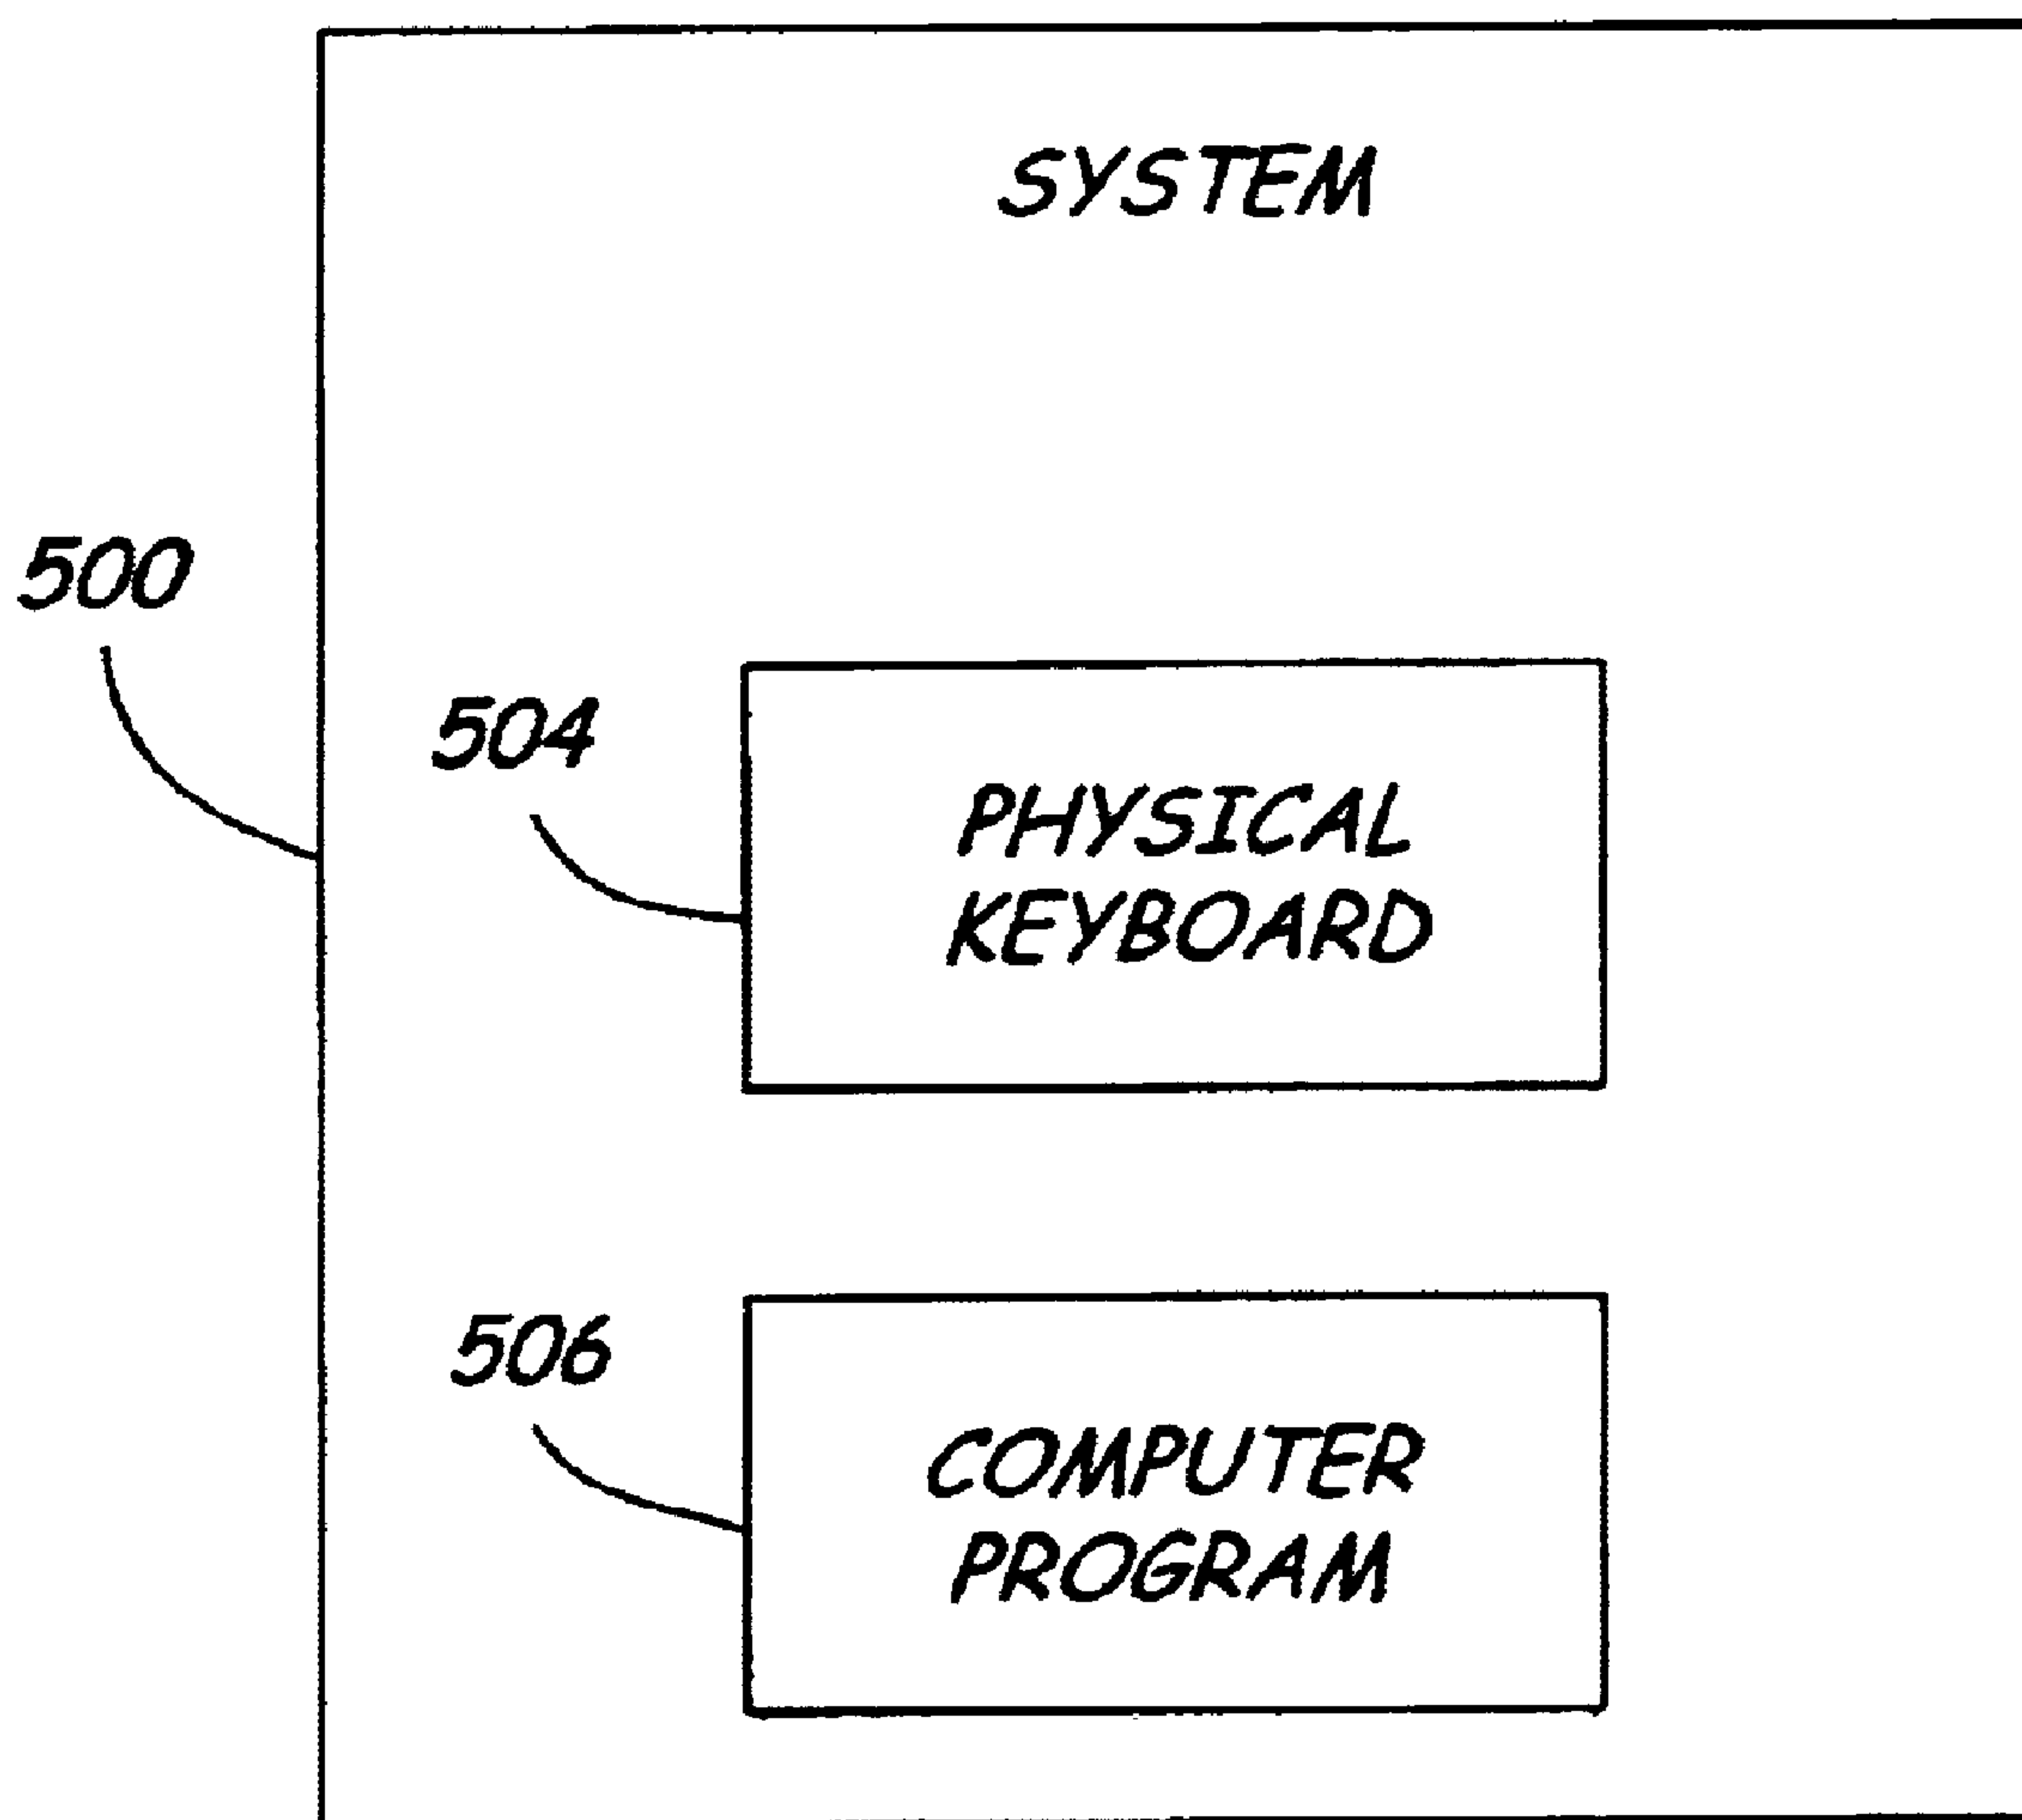 SYSTEM
500
504
PHYSICAL
KEYBOARD
506
COMPUTER
PROGRAM